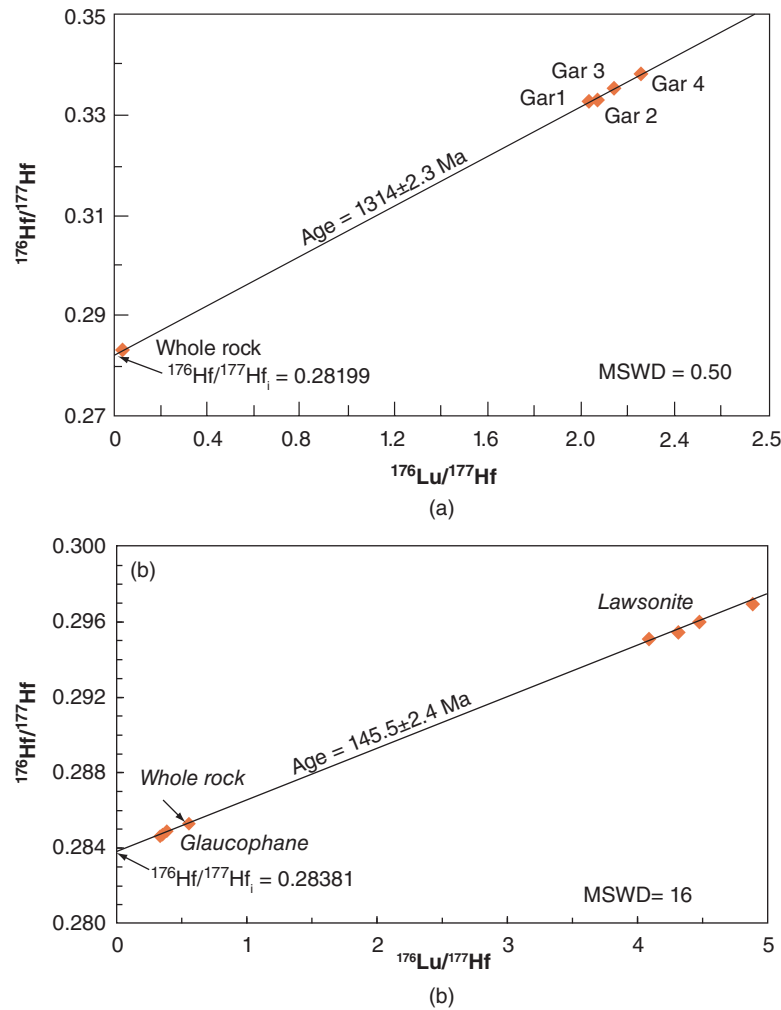 0.35
0.33
0.31
0.29
0.27
176Hf/177Hf
Gar 3
Gar1
Gar 4
Gar 2
Age = 1314±2.3 Ma
Whole rock
176Hf/177Hfi = 0.28199
MSWD = 0.50
0 0.4 0.8 1.2 1.6 2.0 2.4 2.5
176Lu/177Hf
(a)
0.300
0.296
0.292
0.288
0.284
0.280
176Hf/177Hf
(b)
Lawsonite
Age = 145.5±2.4 Ma
Whole rock
Glaucophane
176Hf/177Hfi = 0.28381
MSWD= 16
0 1 2 3 4 5
176Lu/177Hf
(b)